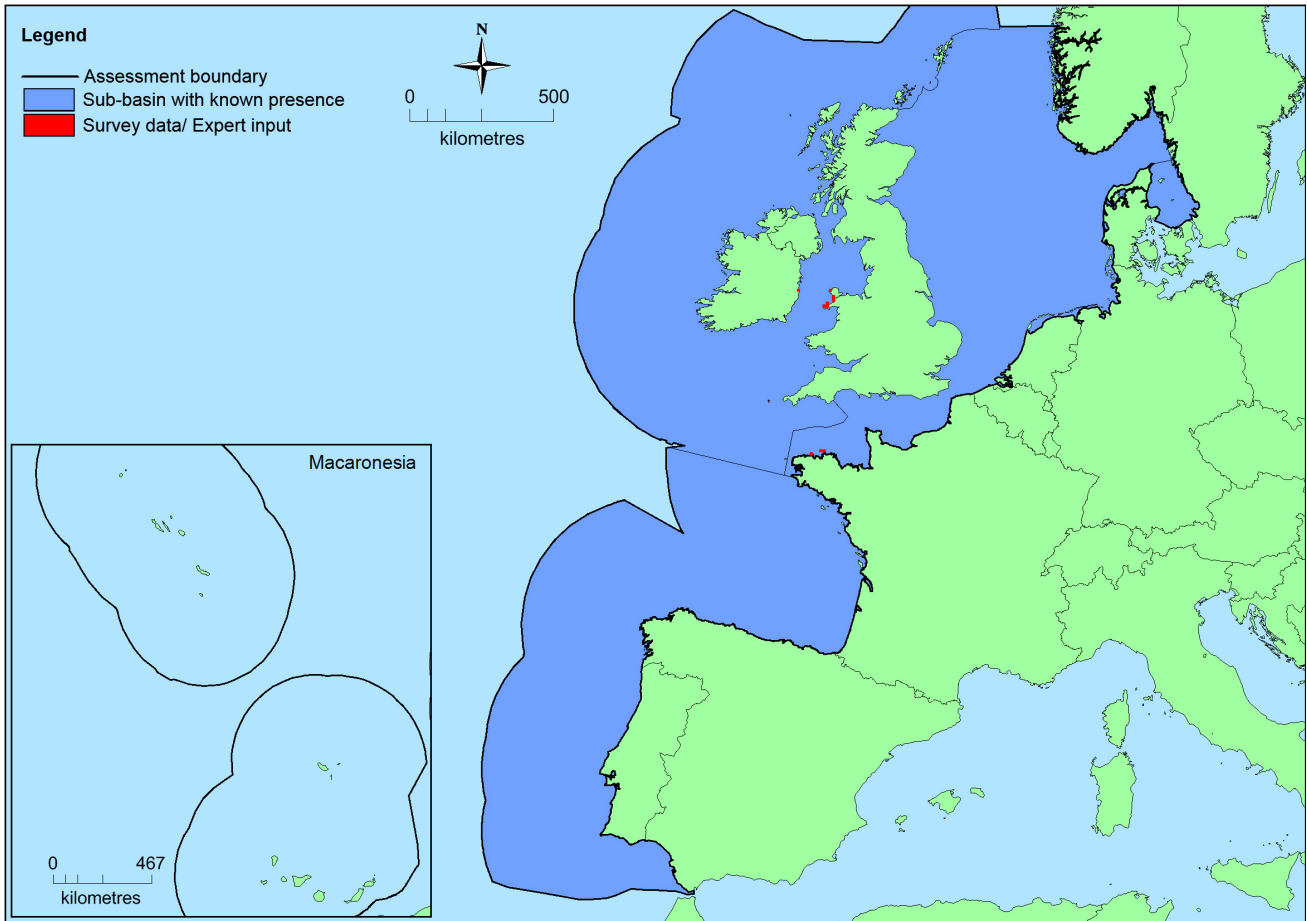 Legend
Assessment boundary
Sub-basin with known presence
Survey data/ Expert input
N
0 500
kilometres
Macaronesia
0 467
kilometres